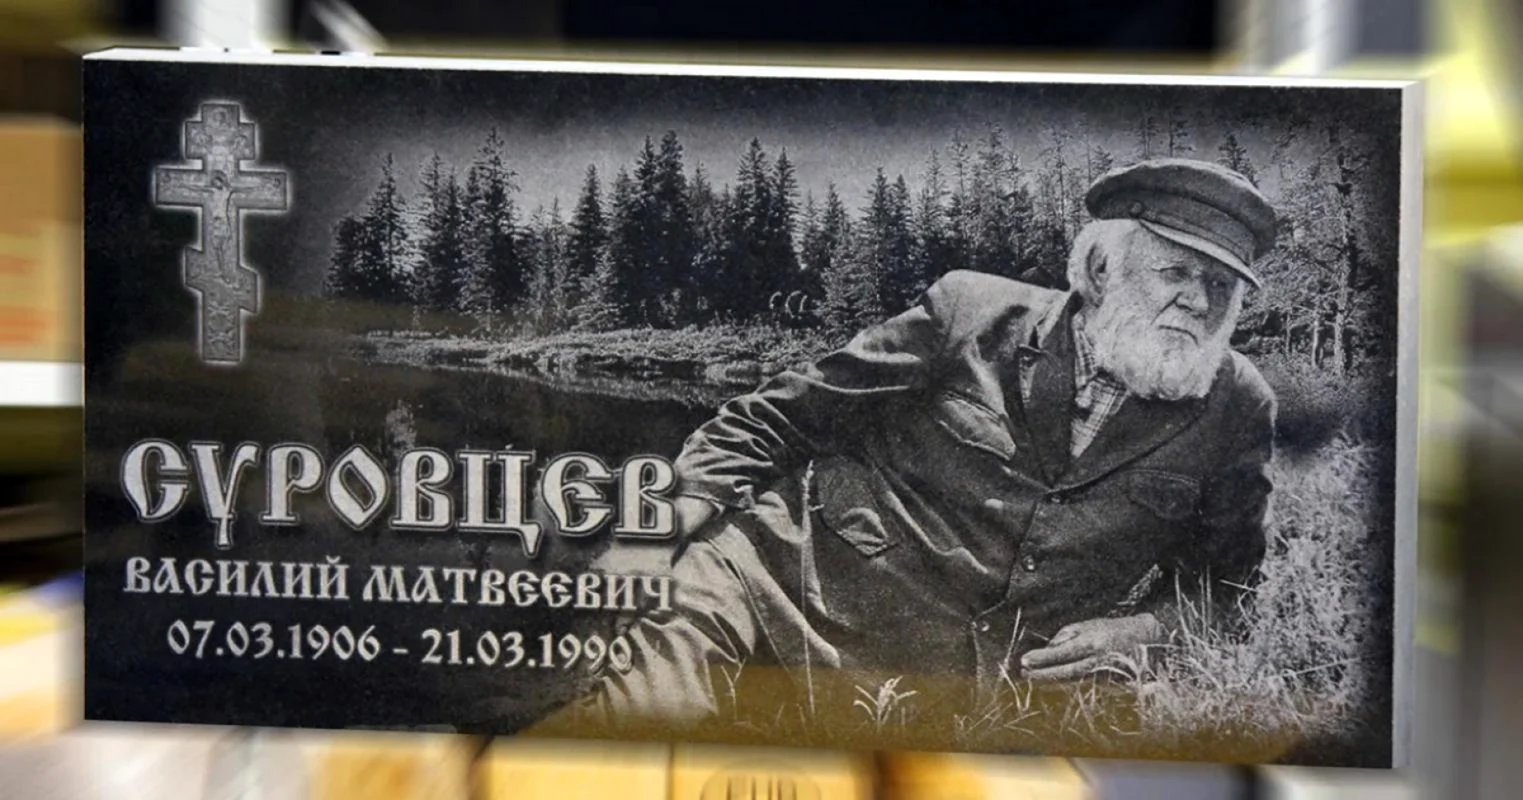 СУРОВЦЕВ
ВАСИЛИЙ МАТВЕЕВИЧ
07.03.1906 - 21.03.1990